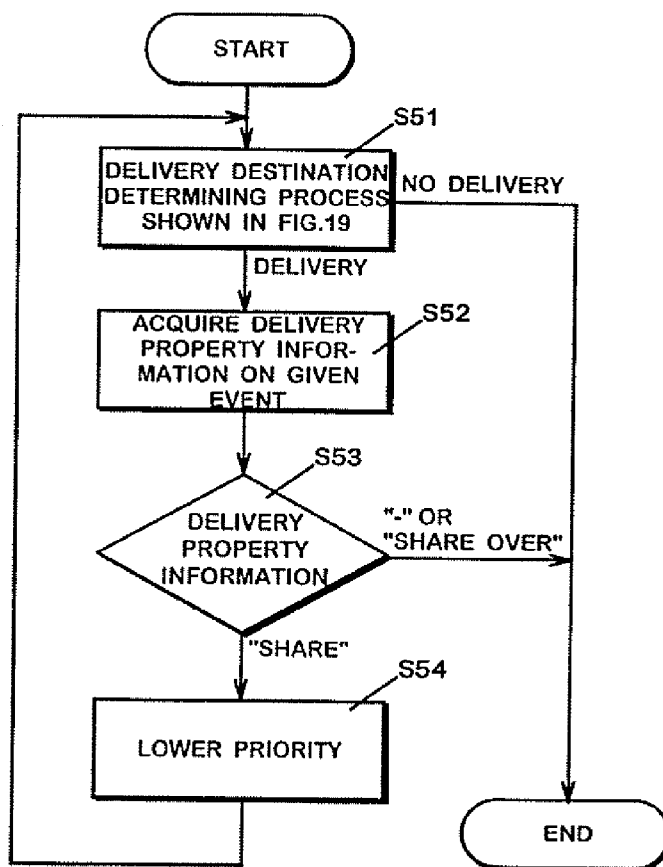 START
S51
DELIVERY DESTINATION
DETERMINING PROCESS
SHOWN IN FIG.19
NO DELIVERY
DELIVERY
S52
ACQUIRE DELIVERY
PROPERTY INFOR-
MATION ON GIVEN
EVENT
S53
DELIVERY
PROPERTY
INFORMATION
"-" OR
"SHARE OVER"
"SHARE"
S54
LOWER PRIORITY
END